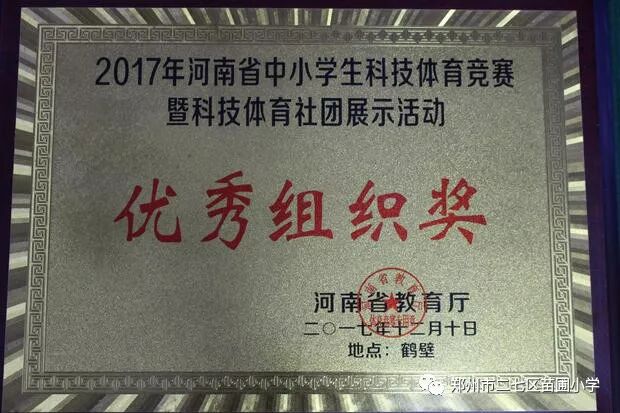 2017年河南省中小学生科技体育竞赛
暨科技体育社团展示活动
优秀组织奖
河南省教育厅
二〇一七年十二月十日
地点：鹤壁
郑州市二七区苗圃小学